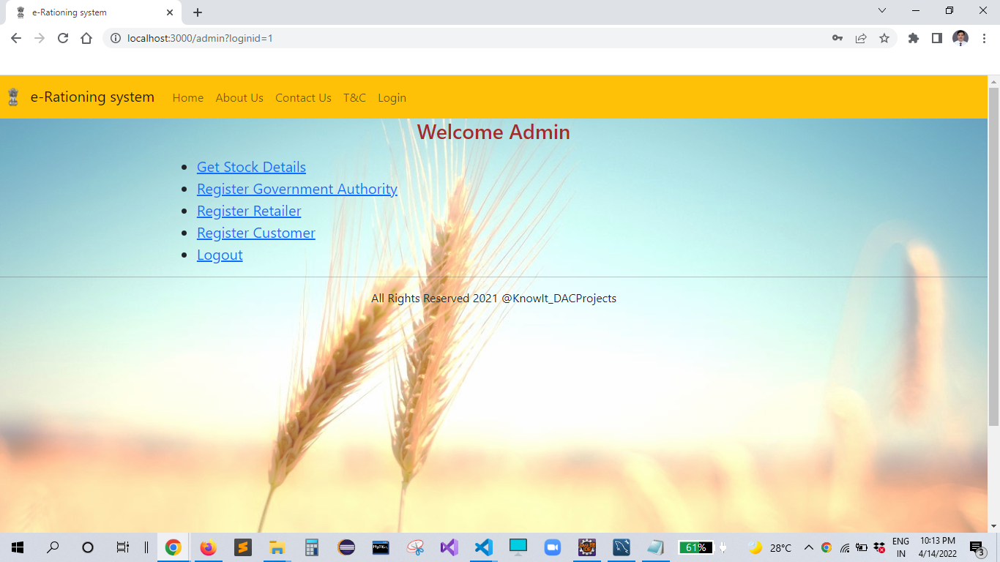 e-Rationing system
localhost:3000/admin?loginid=1
e-Rationing system Home About Us Contact Us T&C Login
Welcome Admin
Get Stock Details
Register Government Authority
Register Retailer
Register Customer
Logout
All Rights Reserved 2021 @KnowIt_DACProjects
MySQL
61%
28°C
ENG
IN
10:13 PM
4/14/2022
3